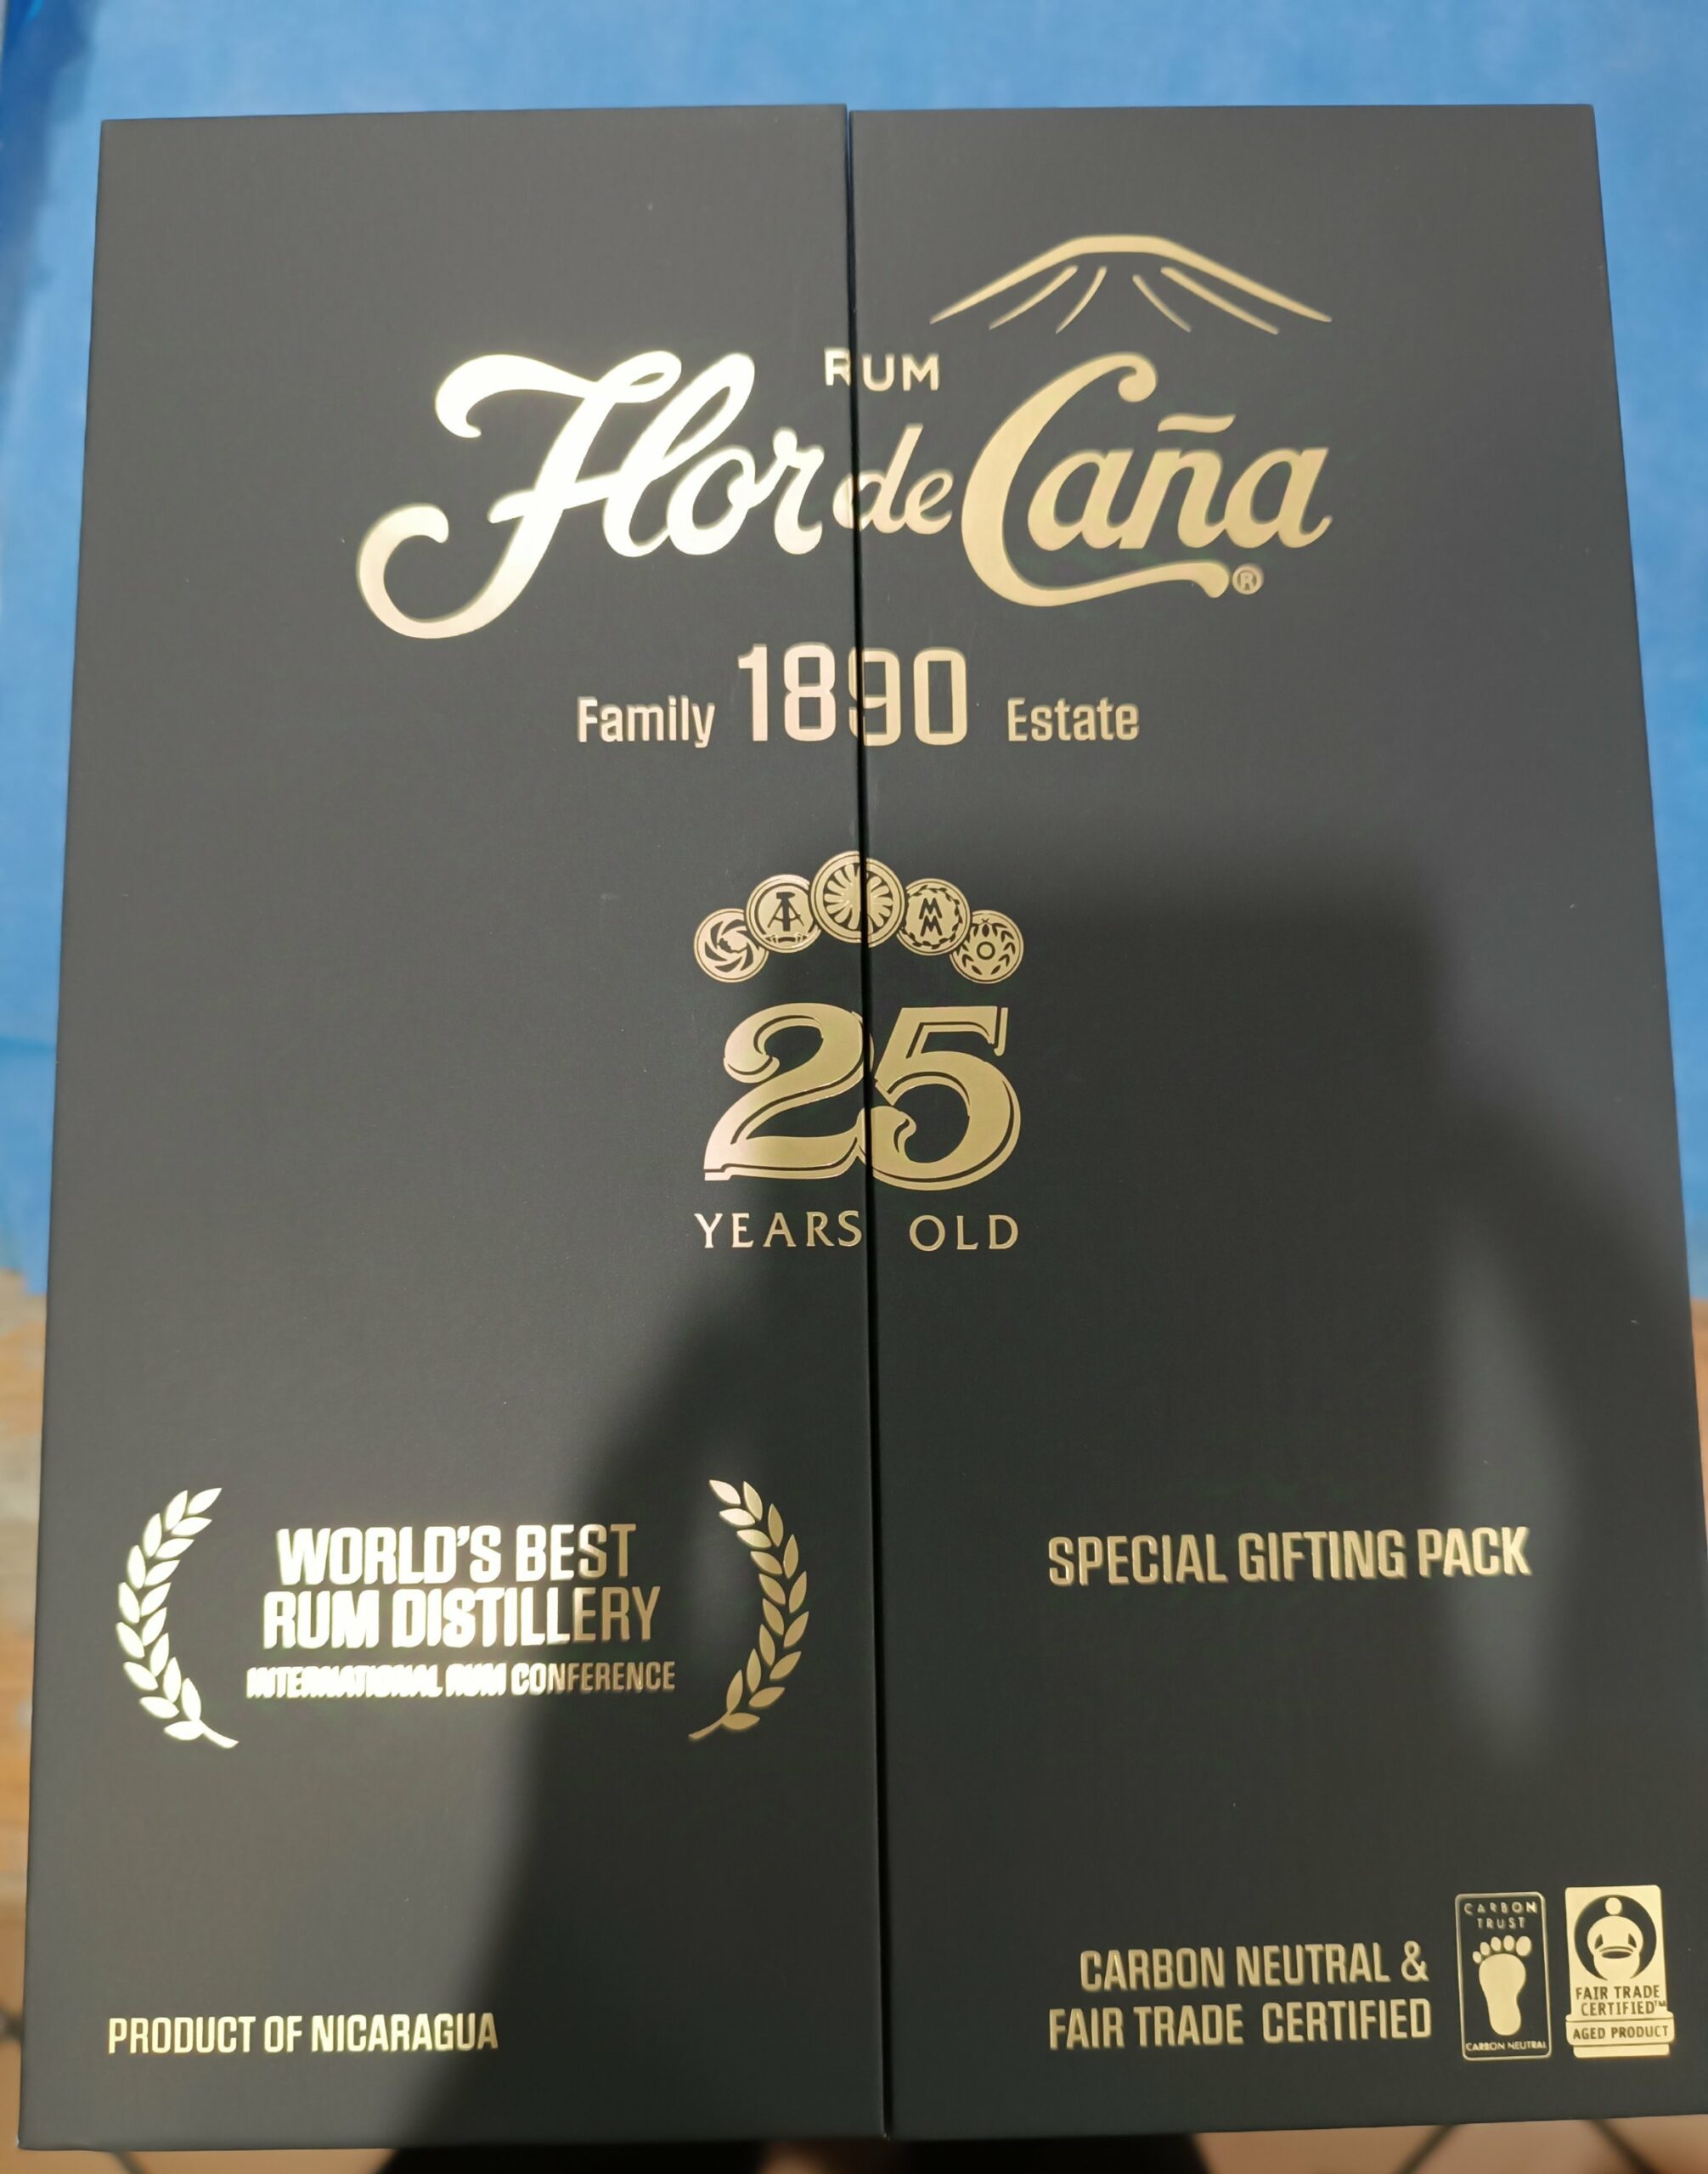 RUM
Flor de Caña®
Family 1890 Estate
25
YEARS OLD
WORLD'S BEST
RUM DISTILLERY
INTERNATIONAL RUM CONFERENCE
SPECIAL GIFTING PACK
PRODUCT OF NICARAGUA
CARBON NEUTRAL &
FAIR TRADE CERTIFIED
CARBON
TRUST
CARBON NEUTRAL
FAIR TRADE
CERTIFIED™
AGED PRODUCT